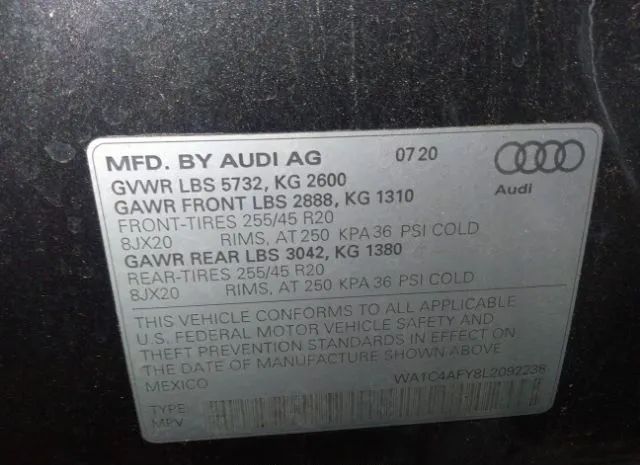 MFD. BY AUDI AG 07 20
GVWR LBS 5732, KG 2600
GAWR FRONT LBS 2888, KG 1310
FRONT-TIRES 255/45 R20
8JX20 RIMS, AT 250 KPA 36 PSI COLD
GAWR REAR LBS 3042, KG 1380
REAR-TIRES 255/45 R20
8JX20 RIMS, AT 250 KPA 36 PSI COLD
Audi
THIS VEHICLE CONFORMS TO ALL APPLICABLE
U.S. FEDERAL MOTOR VEHICLE SAFETY AND
THEFT PREVENTION STANDARDS IN EFFECT ON
THE DATE OF MANUFACTURE SHOWN ABOVE
MEXICO WA1C4AFY8L2092238
TYPE
MPV